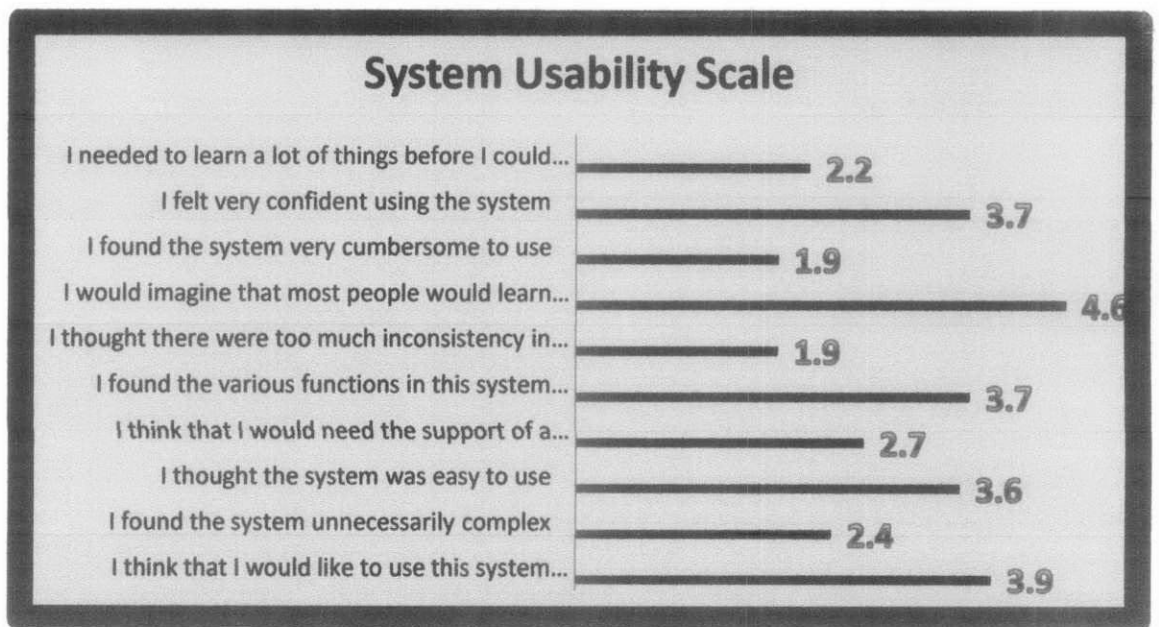 System Usability Scale
I needed to learn a lot of things before I could... 2.2
I felt very confident using the system 3.7
I found the system very cumbersome to use 1.9
I would imagine that most people would learn... 4.6
I thought there were too much inconsistency in... 1.9
I found the various functions in this system... 3.7
I think that I would need the support of a... 2.7
I thought the system was easy to use 3.6
I found the system unnecessarily complex 2.4
I think that I would like to use this system... 3.9